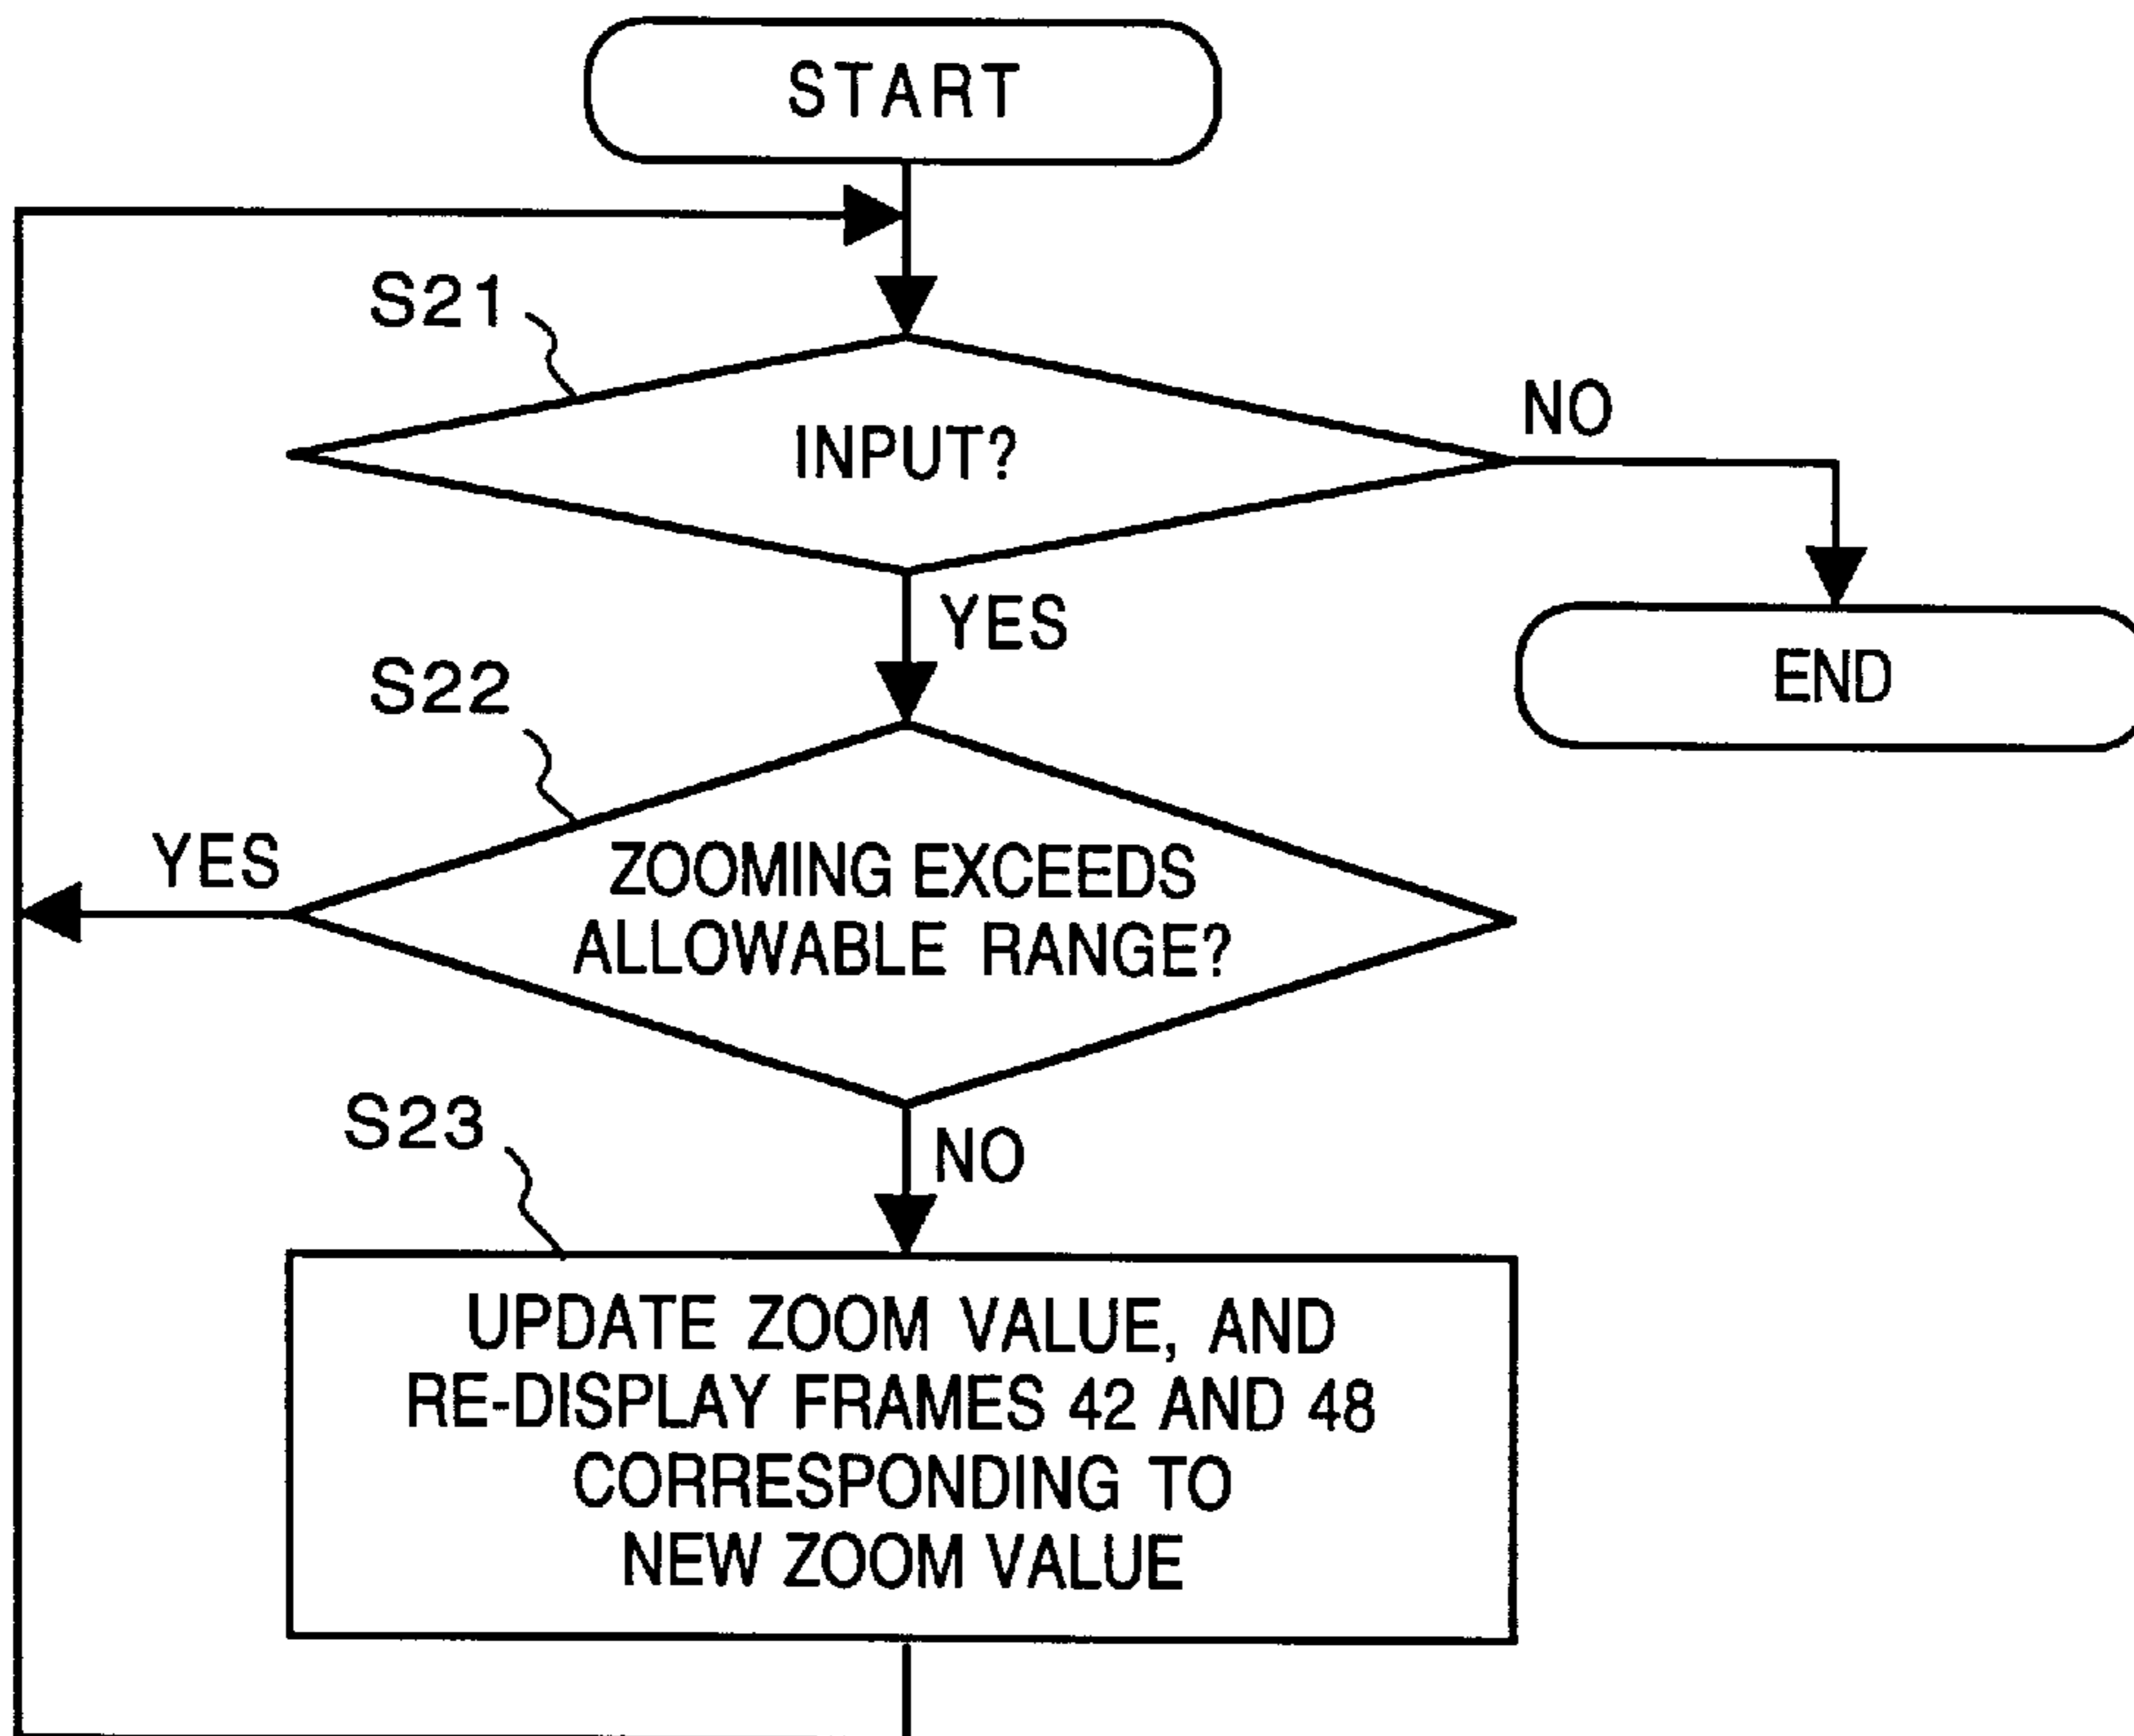 START
S21
INPUT?
NO
YES
END
S22
YES
ZOOMING EXCEEDS
ALLOWABLE RANGE?
S23
NO
UPDATE ZOOM VALUE, AND
RE-DISPLAY FRAMES 42 AND 48
CORRESPONDING TO
NEW ZOOM VALUE